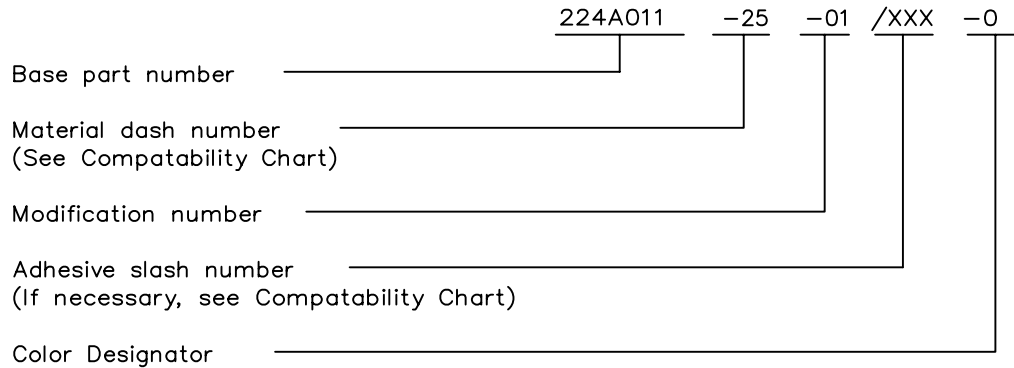 224A011 -25 -01 /XXX -0
Base part number
Material dash number
(See Compatability Chart)
Modification number
Adhesive slash number
(If necessary, see Compatability Chart)
Color Designator